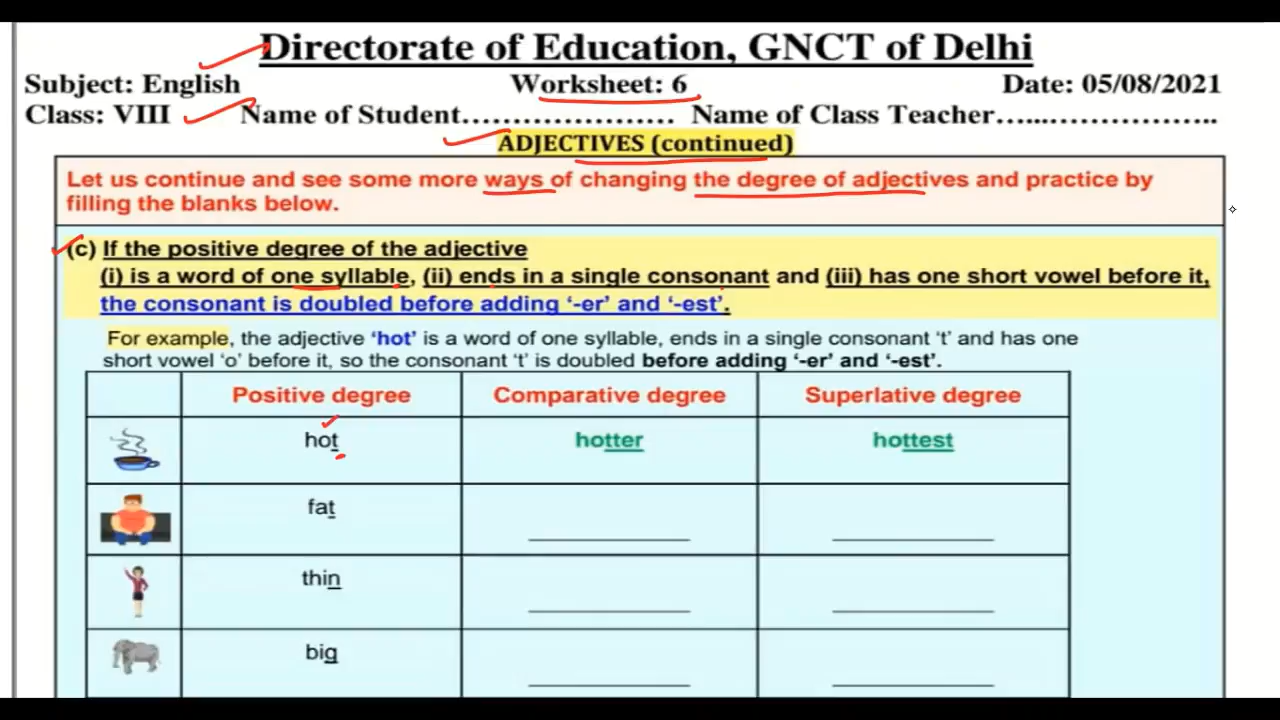 Directorate of Education, GNCT of Delhi
Subject: English Worksheet: 6 Date: 05/08/2021
Class: VIII Name of Student………………… Name of Class Teacher…...……………..
ADJECTIVES (continued)
Let us continue and see some more ways of changing the degree of adjectives and practice by
filling the blanks below.
(c) If the positive degree of the adjective
(i) is a word of one syllable, (ii) ends in a single consonant and (iii) has one short vowel before it,
the consonant is doubled before adding ‘-er’ and ‘-est’.
For example, the adjective ‘hot’ is a word of one syllable, ends in a single consonant ‘t’ and has one
short vowel ‘o’ before it, so the consonant ‘t’ is doubled before adding ‘-er’ and ‘-est’.
Positive degree Comparative degree Superlative degree
hot hotter hottest
fat ______________ ______________
thin ______________ ______________
big ______________ ______________